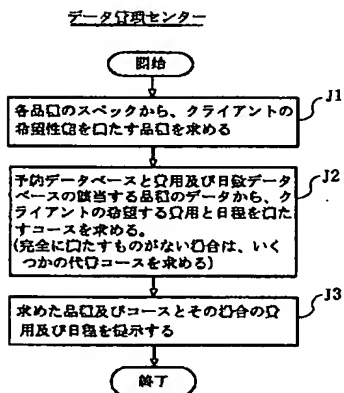 データ管理センター
開始
J1
各品種のスペックから、クライアントの
希望性能を満たす品種を求める
J2
予約データベースと費用及び日数データ
ベースの該当する品種のデータから、ク
ライアントの希望する費用と日程を満た
すコースを求める。
(完全に満たすものがない場合は、いく
つかの代替コースを求める)
J3
求めた品種及びコースとその場合の費
用及び日程を提示する
終了